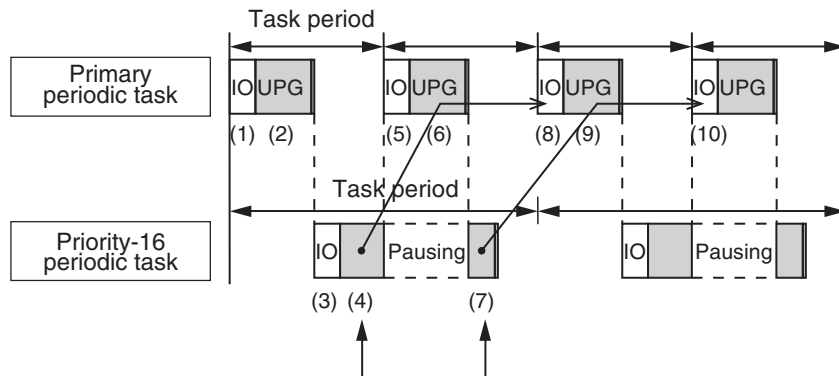 Task period
Primary
periodic task
IO UPG IO UPG IO UPG IO UPG
(1) (2) (5) (6) (8) (9) (10)
Task period
Priority-16
periodic task
IO Pausing IO Pausing
(3) (4) (7)